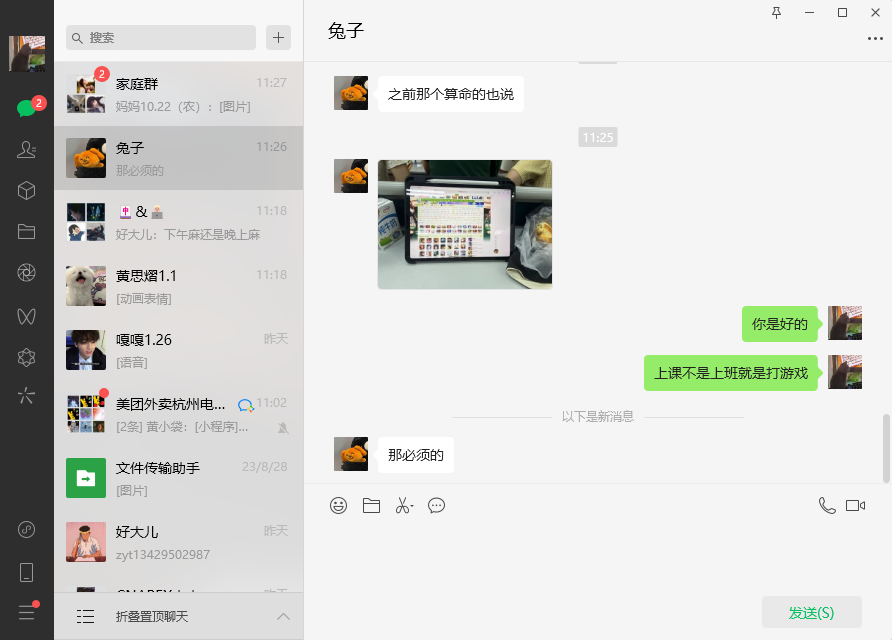 搜索
2
家庭群
11:27
妈妈10.22（农）: [图片]
2
兔子
11:26
那必须的
&
11:18
好大儿: 下午麻还是晚上麻
黄思熠1.1
11:18
[动画表情]
嘎嘎1.26
昨天
[语音]
美团外卖杭州电...
11:02
[2条] 黄小袋: [小程序]...
文件传输助手
23/8/28
[图片]
好大儿
昨天
zyt13429502987
折叠置顶聊天
兔子
之前那个算命的也说
11:25
你是好的
上课不是上班就是打游戏
以下是新消息
那必须的
发送(S)